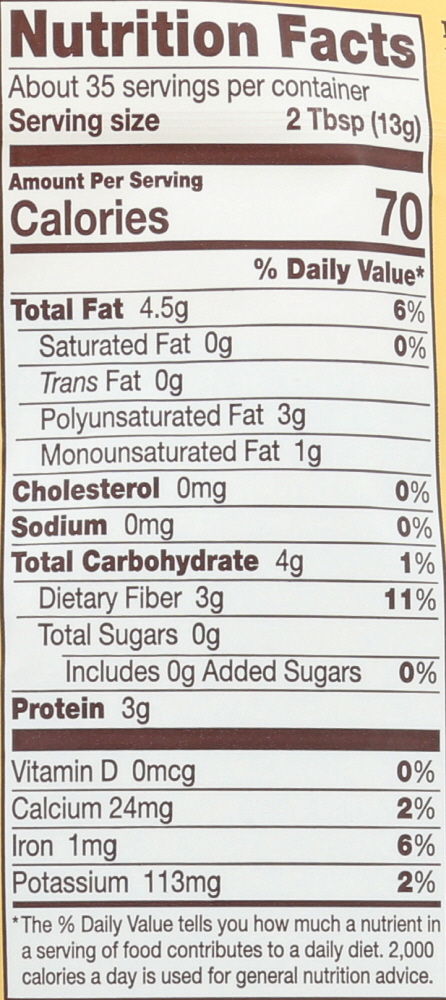 Nutrition Facts
About 35 servings per container
Serving size 2 Tbsp (13g)
Amount Per Serving
Calories 70
% Daily Value*
Total Fat 4.5g 6%
Saturated Fat 0g 0%
Trans Fat 0g
Polyunsaturated Fat 3g
Monounsaturated Fat 1g
Cholesterol 0mg 0%
Sodium 0mg 0%
Total Carbohydrate 4g 1%
Dietary Fiber 3g 11%
Total Sugars 0g
Includes 0g Added Sugars 0%
Protein 3g
Vitamin D 0mcg 0%
Calcium 24mg 2%
Iron 1mg 6%
Potassium 113mg 2%
*The % Daily Value tells you how much a nutrient in
a serving of food contributes to a daily diet. 2,000
calories a day is used for general nutrition advice.